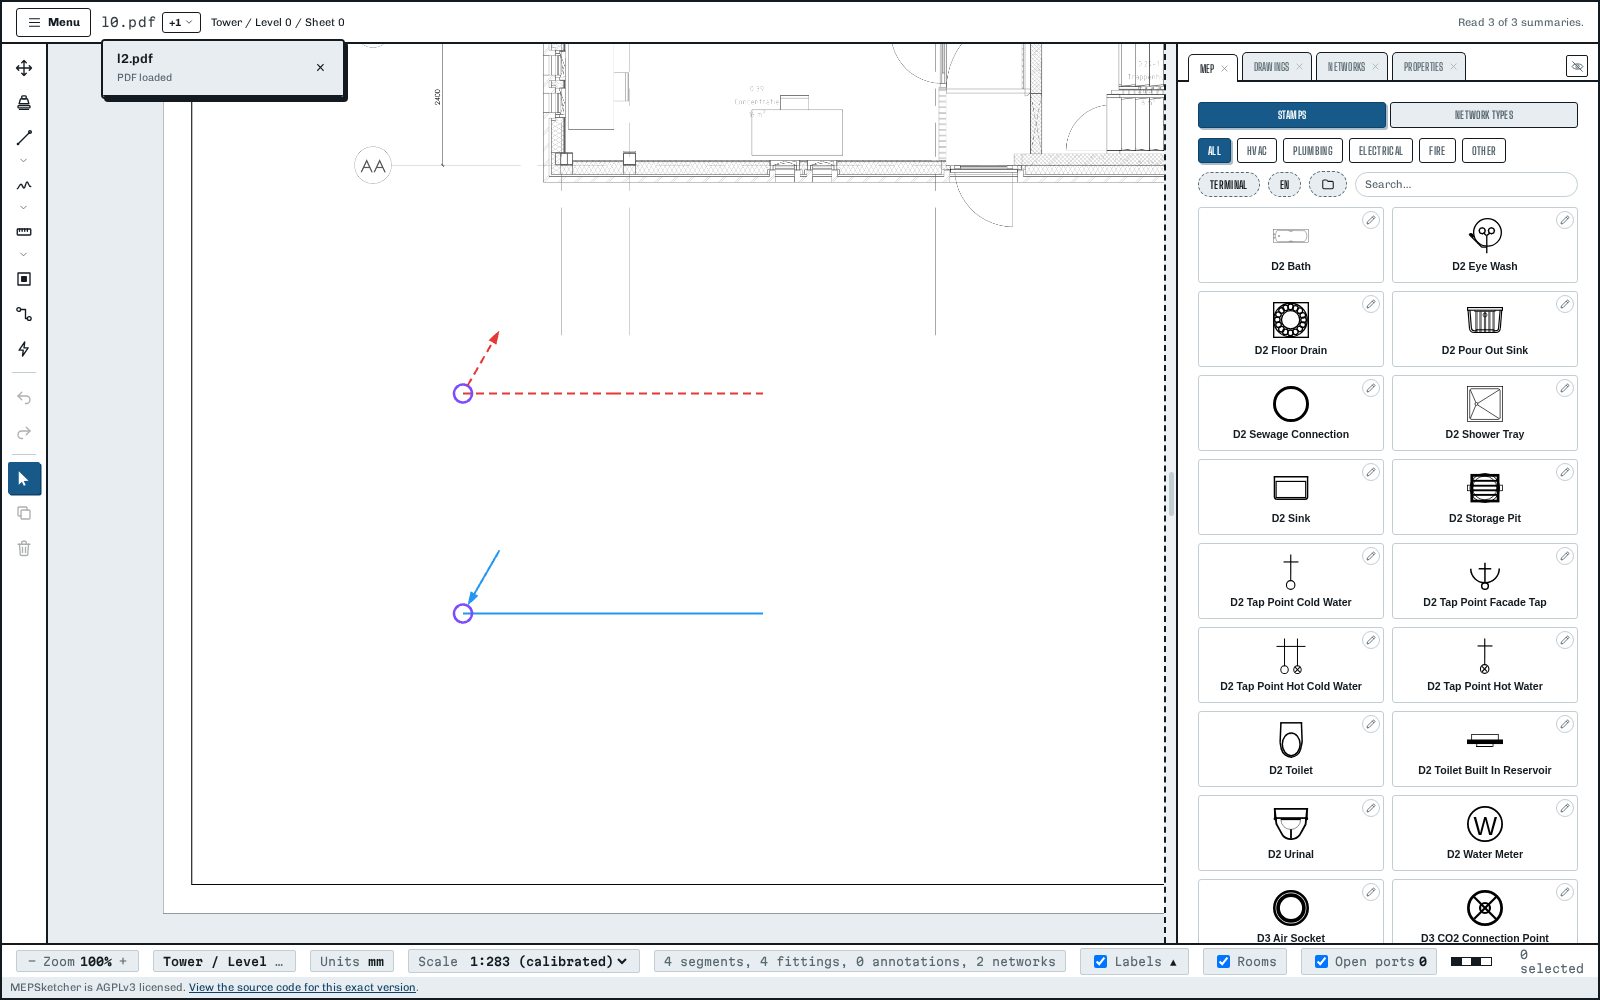 Menu
l0.pdf
+1
Tower / Level 0 / Sheet 0
Read 3 of 3 summaries.
l2.pdf
PDF loaded
×
2400
AA
0.39
Concentratie
MEP
DRAWINGS
NETWORKS
PROPERTIES
STAMPS
NETWORK TYPES
ALL
HVAC
PLUMBING
ELECTRICAL
FIRE
OTHER
TERMINAL
EN
Search...
D2 Bath
D2 Eye Wash
D2 Floor Drain
D2 Pour Out Sink
D2 Sewage Connection
D2 Shower Tray
D2 Sink
D2 Storage Pit
D2 Tap Point Cold Water
D2 Tap Point Facade Tap
D2 Tap Point Hot Cold Water
D2 Tap Point Hot Water
D2 Toilet
D2 Toilet Built In Reservoir
D2 Urinal
W
D2 Water Meter
D3 Air Socket
D3 CO2 Connection Point
− Zoom 100% +
Tower / Level …
Units mm
Scale 1:283 (calibrated)
4 segments, 4 fittings, 0 annotations, 2 networks
Labels ▲
Rooms
Open ports 0
0 selected
MEPSketcher is AGPLv3 licensed. View the source code for this exact version.